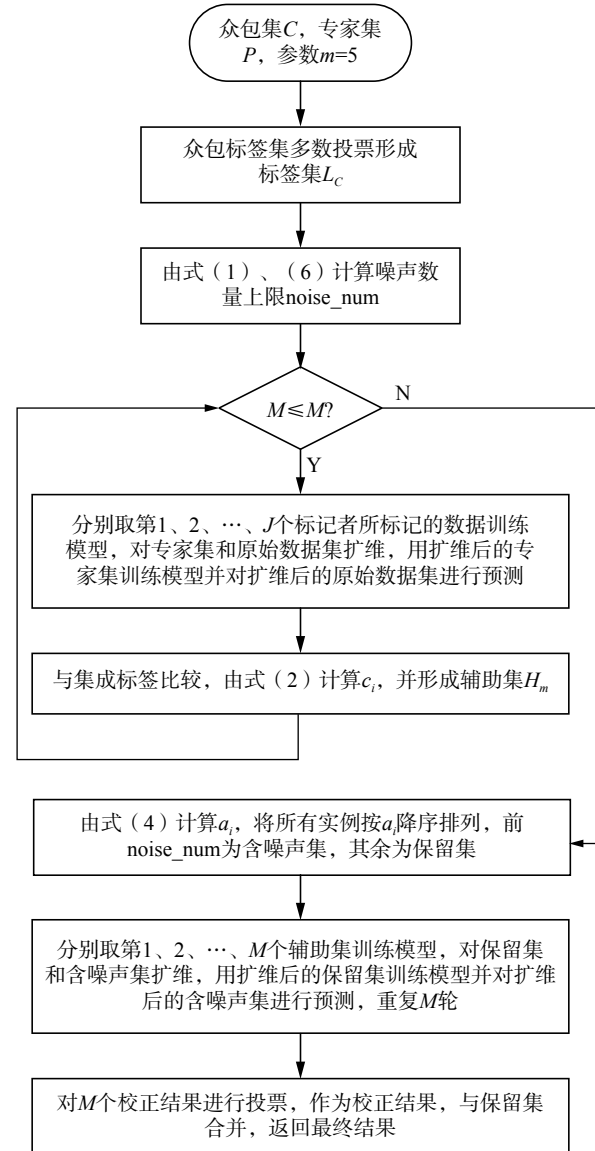 众包集C，专家集
P，参数m=5
众包标签集多数投票形成
标签集L_C
由式（1）、（6）计算噪声数
量上限noise_num
M≤M?
N
Y
分别取第1、2、…、J个标记者所标记的数据训练
模型，对专家集和原始数据集扩维，用扩维后的专
家集训练模型并对扩维后的原始数据集进行预测
与集成标签比较，由式（2）计算c_i，并形成辅助集H_m
由式（4）计算a_i，将所有实例按a_i降序排列，前
noise_num为含噪声集，其余为保留集
分别取第1、2、…、M个辅助集训练模型，对保留集
和含噪声集扩维，用扩维后的保留集训练模型并对扩维
后的含噪声集进行预测，重复M轮
对M个校正结果进行投票，作为校正结果，与保留集
合并，返回最终结果